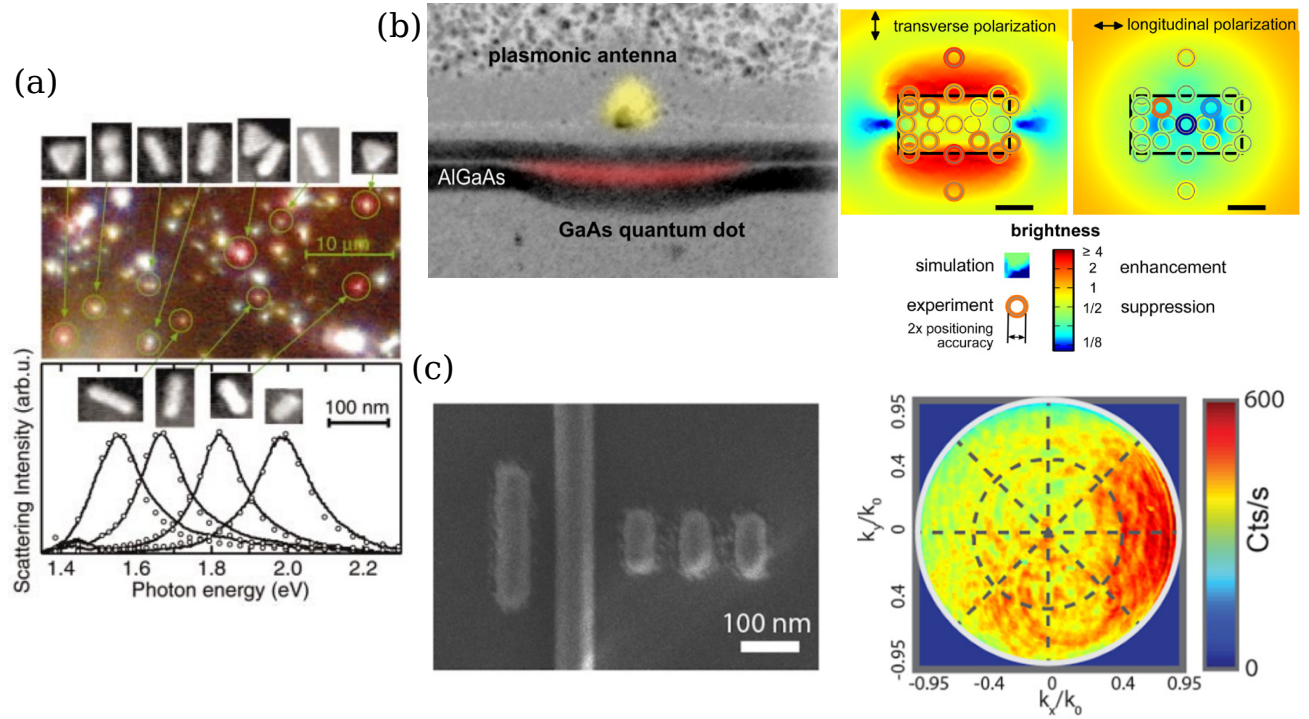 (a)
10 μm
Scattering Intensity (arb.u.)
100 nm
1.4 1.6 1.8 2.0 2.2
Photon energy (eV)
(b)
plasmonic antenna
AlGaAs
GaAs quantum dot
transverse polarization
longitudinal polarization
brightness
simulation
≥ 4
2
1
1/2
1/8
enhancement
suppression
experiment
2x positioning
accuracy
(c)
100 nm
0.95
0.4
0
0.4
-0.95
k_y/k_0
-0.95 -0.4 0 0.4 0.95
k_x/k_0
600
Cts/s
0